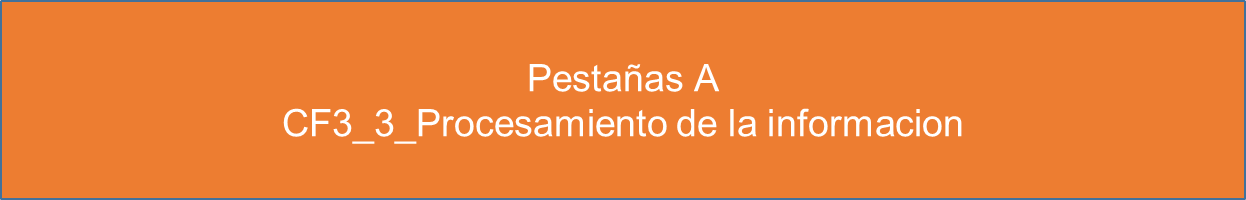 Pestañas A
CF3_3_Procesamiento de la informacion